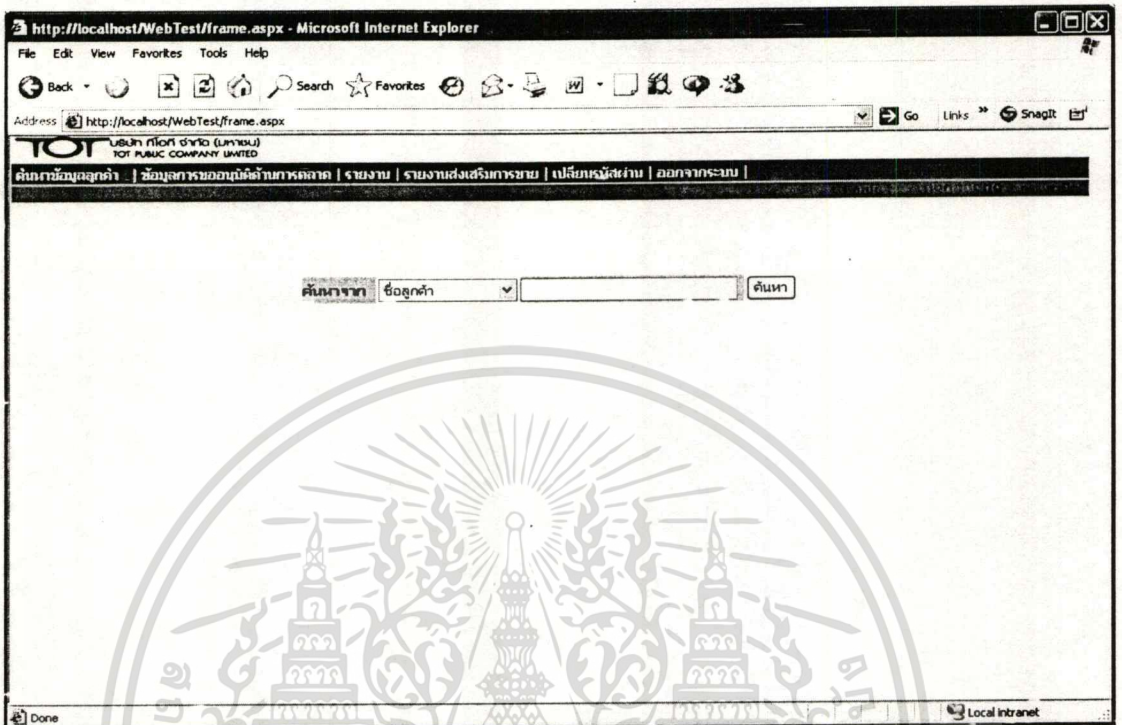 http://localhost/WebTest/frame.aspx - Microsoft Internet Explorer
File Edit View Favorites Tools Help
Back Search Favorites
Address http://localhost/WebTest/frame.aspx Go Links » SnagIt
TOT บริษัท ทีโอที จำกัด (มหาชน)
TOT PUBLIC COMPANY LIMITED
ค้นหาข้อมูลลูกค้า | ข้อมูลการขออนุมัติด้านการตลาด | รายงาน | รายงานส่งเสริมการขาย | เปลี่ยนรหัสผ่าน | ออกจากระบบ |
ค้นหาจาก ชื่อลูกค้า ค้นหา
Done Local intranet